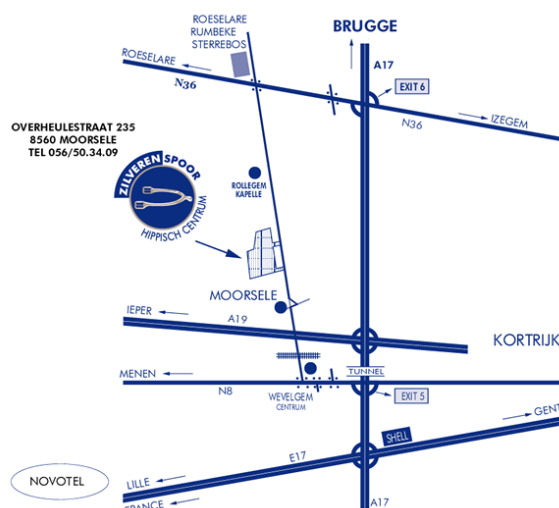 ROESELARE
RUMBEKE
STERREBOS
BRUGGE
ROESELARE
N36
A17
EXIT 6
N36
IZEGEM
OVERHEULESTRAAT 235
8560 MOORSELE
TEL 056/50.34.09
ZILVEREN SPOOR
HIPPISCH CENTRUM
ROLLEGEM
KAPELLE
MOORSELE
IEPER
A19
KORTRIJK
MENEN
TUNNEL
N8
WEVELGEM
CENTRUM
EXIT 5
GENT
SHELL
E17
NOVOTEL
LILLE
FRANCE
A17